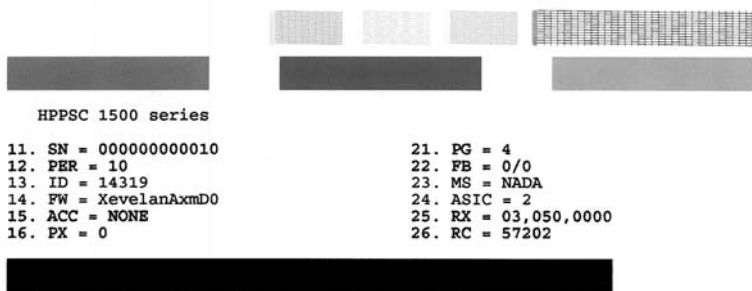 HPPSC 1500 series
11. SN = 000000000010
12. PER = 10
13. ID = 14319
14. FW = XevelanAxmD0
15. ACC = NONE
16. PX = 0
21. PG = 4
22. FB = 0/0
23. MS = NADA
24. ASIC = 2
25. RX = 03,050,0000
26. RC = 57202